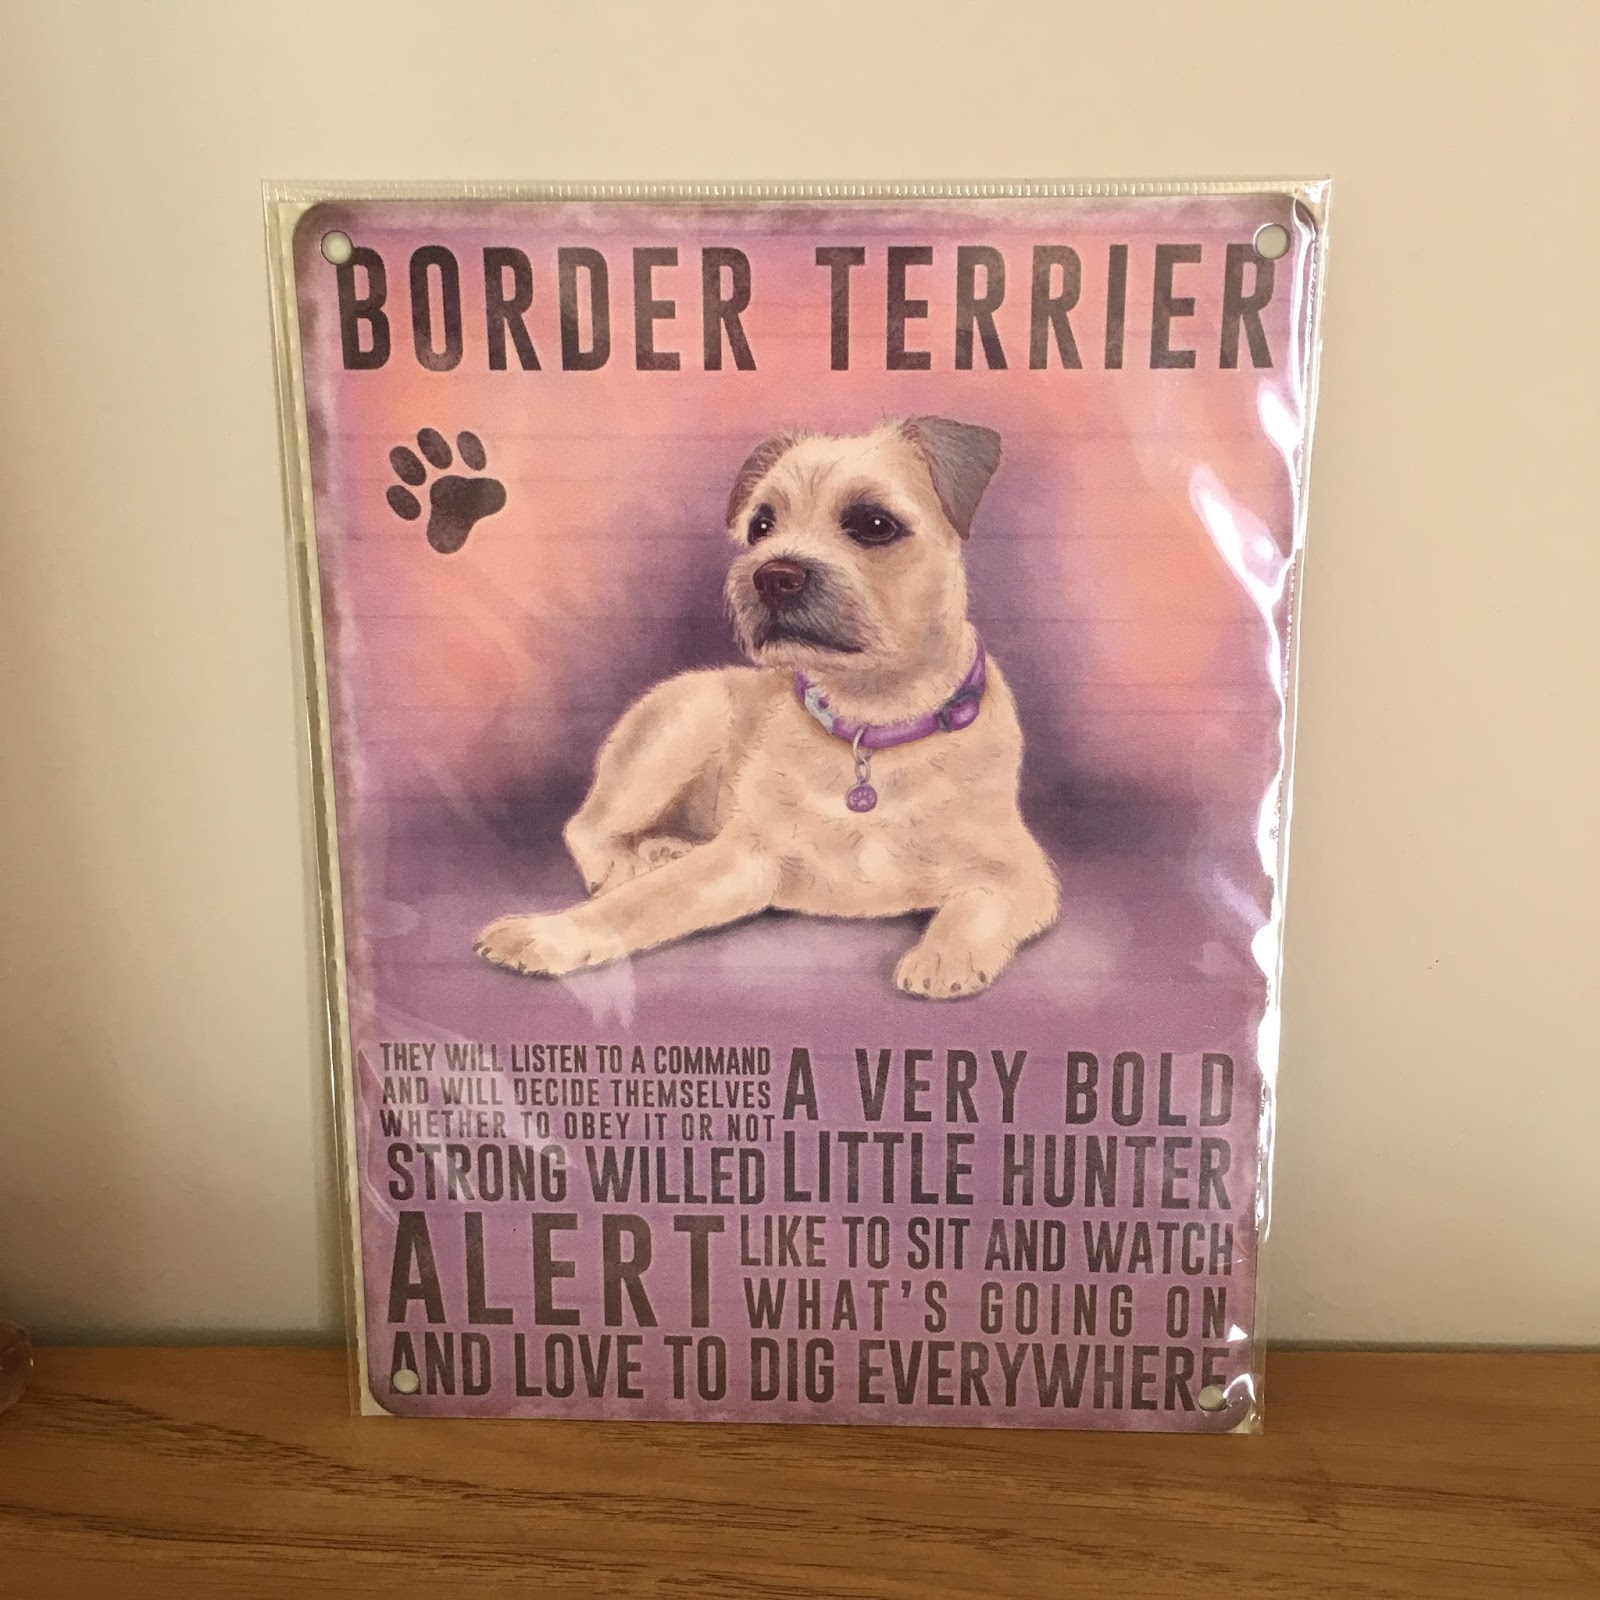 BORDER TERRIER
THEY WILL LISTEN TO A COMMAND
AND WILL DECIDE THEMSELVES
WHETHER TO OBEY IT OR NOT
A VERY BOLD
LITTLE HUNTER
STRONG WILLED
ALERT
LIKE TO SIT AND WATCH
WHAT'S GOING ON
AND LOVE TO DIG EVERYWHERE